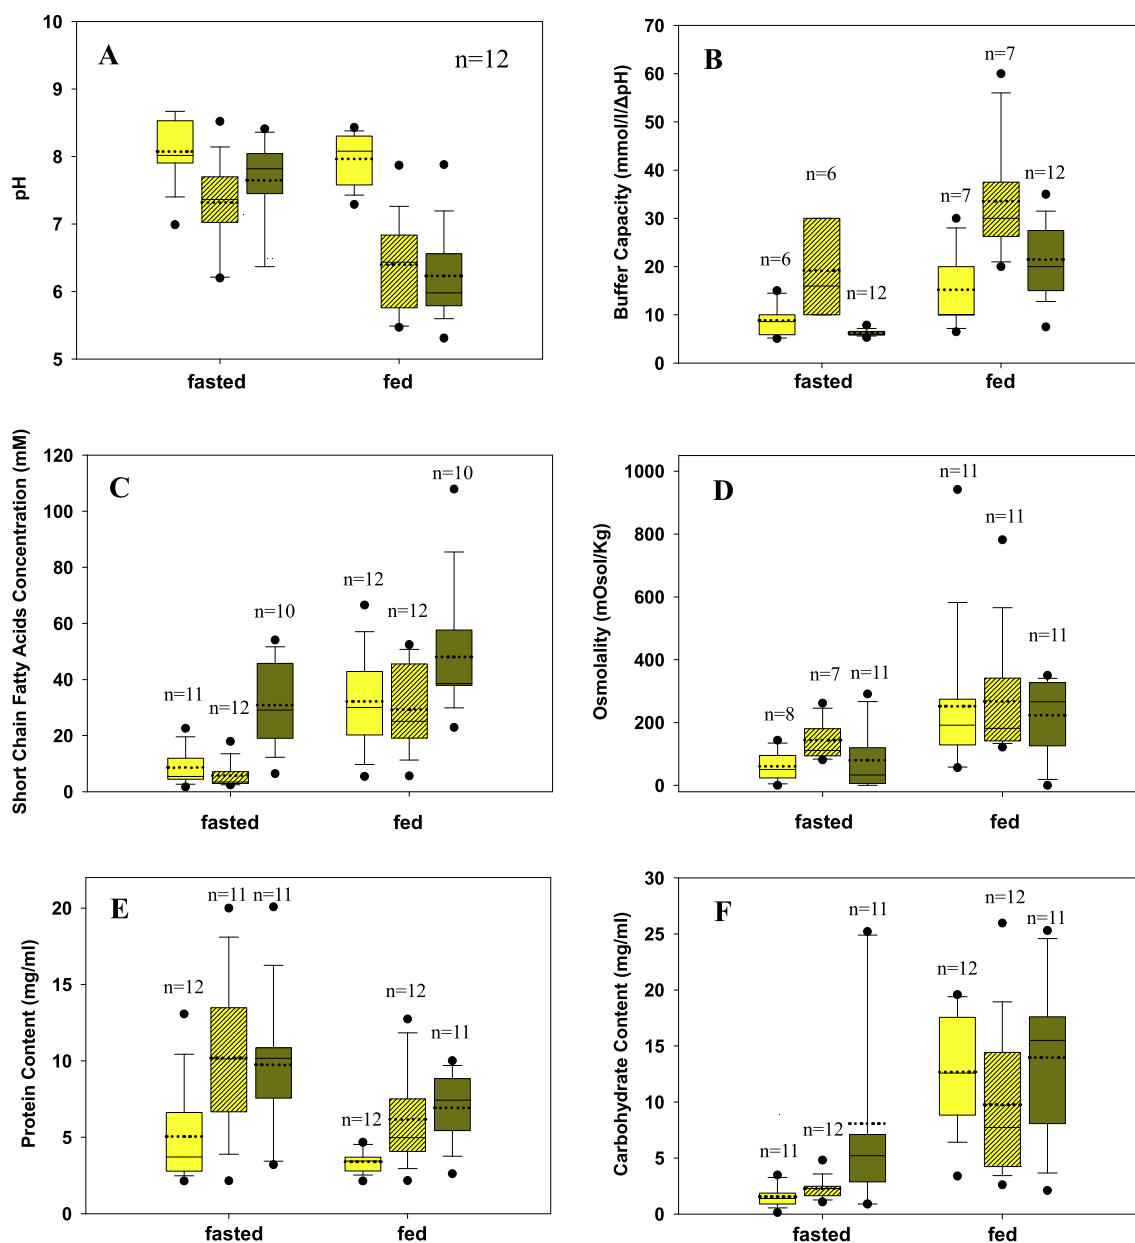 A
n=12
pH
10
9
8
7
6
5
fasted
fed
B
Buffer Capacity (mmol/l/ΔpH)
70
60
50
40
30
20
10
0
n=6
n=6
n=12
n=7
n=7
n=12
fasted
fed
C
Short Chain Fatty Acids Concentration (mM)
120
100
80
60
40
20
0
n=11
n=12
n=10
n=12
n=12
n=10
fasted
fed
D
Osmolality (mOsol/Kg)
1000
800
600
400
200
0
n=8
n=7
n=11
n=11
n=11
n=11
fasted
fed
E
Protein Content (mg/ml)
20
15
10
5
0
n=12
n=11
n=11
n=12
n=12
n=11
fasted
fed
F
Carbohydrate Content (mg/ml)
30
25
20
15
10
5
0
n=11
n=12
n=11
n=12
n=12
n=11
fasted
fed